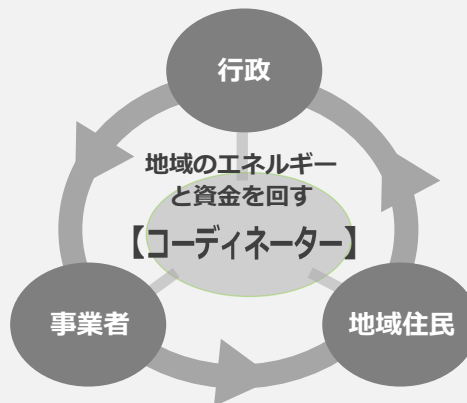 行政
地域のエネルギー
と資金を回す
【コーディネーター】
事業者
地域住民